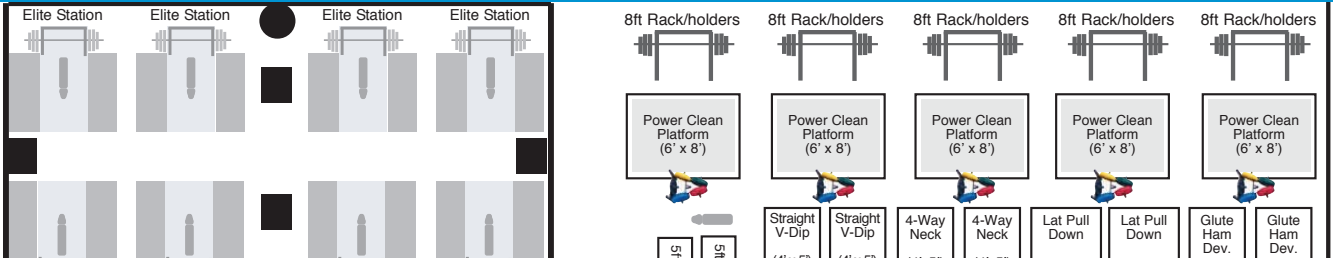 Elite Station Elite Station Elite Station Elite Station
8ft Rack/holders 8ft Rack/holders 8ft Rack/holders 8ft Rack/holders 8ft Rack/holders
Power Clean
Platform
(6' x 8')
Power Clean
Platform
(6' x 8')
Power Clean
Platform
(6' x 8')
Power Clean
Platform
(6' x 8')
Power Clean
Platform
(6' x 8')
5ft
5ft
Straight
V-Dip
Straight
V-Dip
4-Way
Neck
4-Way
Neck
Lat Pull
Down
Lat Pull
Down
Glute
Ham
Dev.
Glute
Ham
Dev.